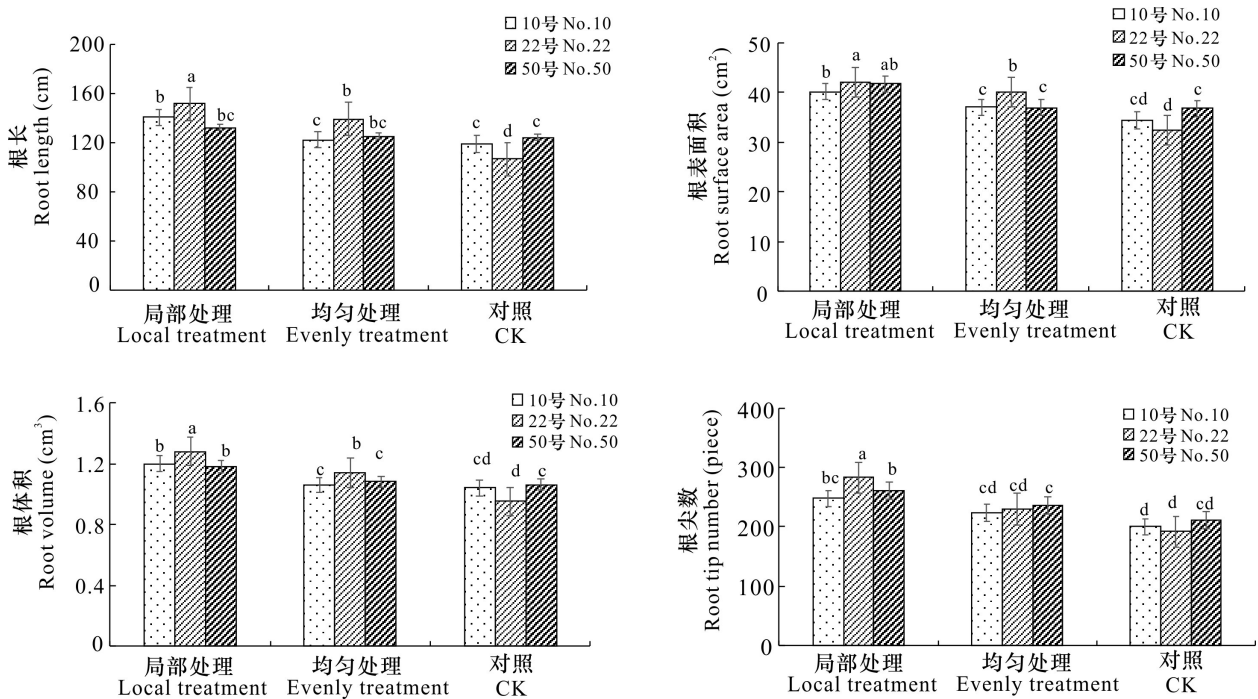 10号 No.10
22号 No.22
50号 No.50
根长
Root length (cm)
200
160
120
80
40
0
b a bc
c b bc
c d c
局部处理 均匀处理 对照
Local treatment Evenly treatment CK
10号 No.10
22号 No.22
50号 No.50
根表面积
Root surface area (cm²)
50
40
30
20
10
0
b a ab
c b c
cd d c
局部处理 均匀处理 对照
Local treatment Evenly treatment CK
10号 No.10
22号 No.22
50号 No.50
根体积
Root volume (cm³)
1.6
1.2
0.8
0.4
0
b a b
c b c
cd d c
局部处理 均匀处理 对照
Local treatment Evenly treatment CK
10号 No.10
22号 No.22
50号 No.50
根尖数
Root tip number (piece)
400
300
200
100
0
bc a b
cd cd c
d d cd
局部处理 均匀处理 对照
Local treatment Evenly treatment CK